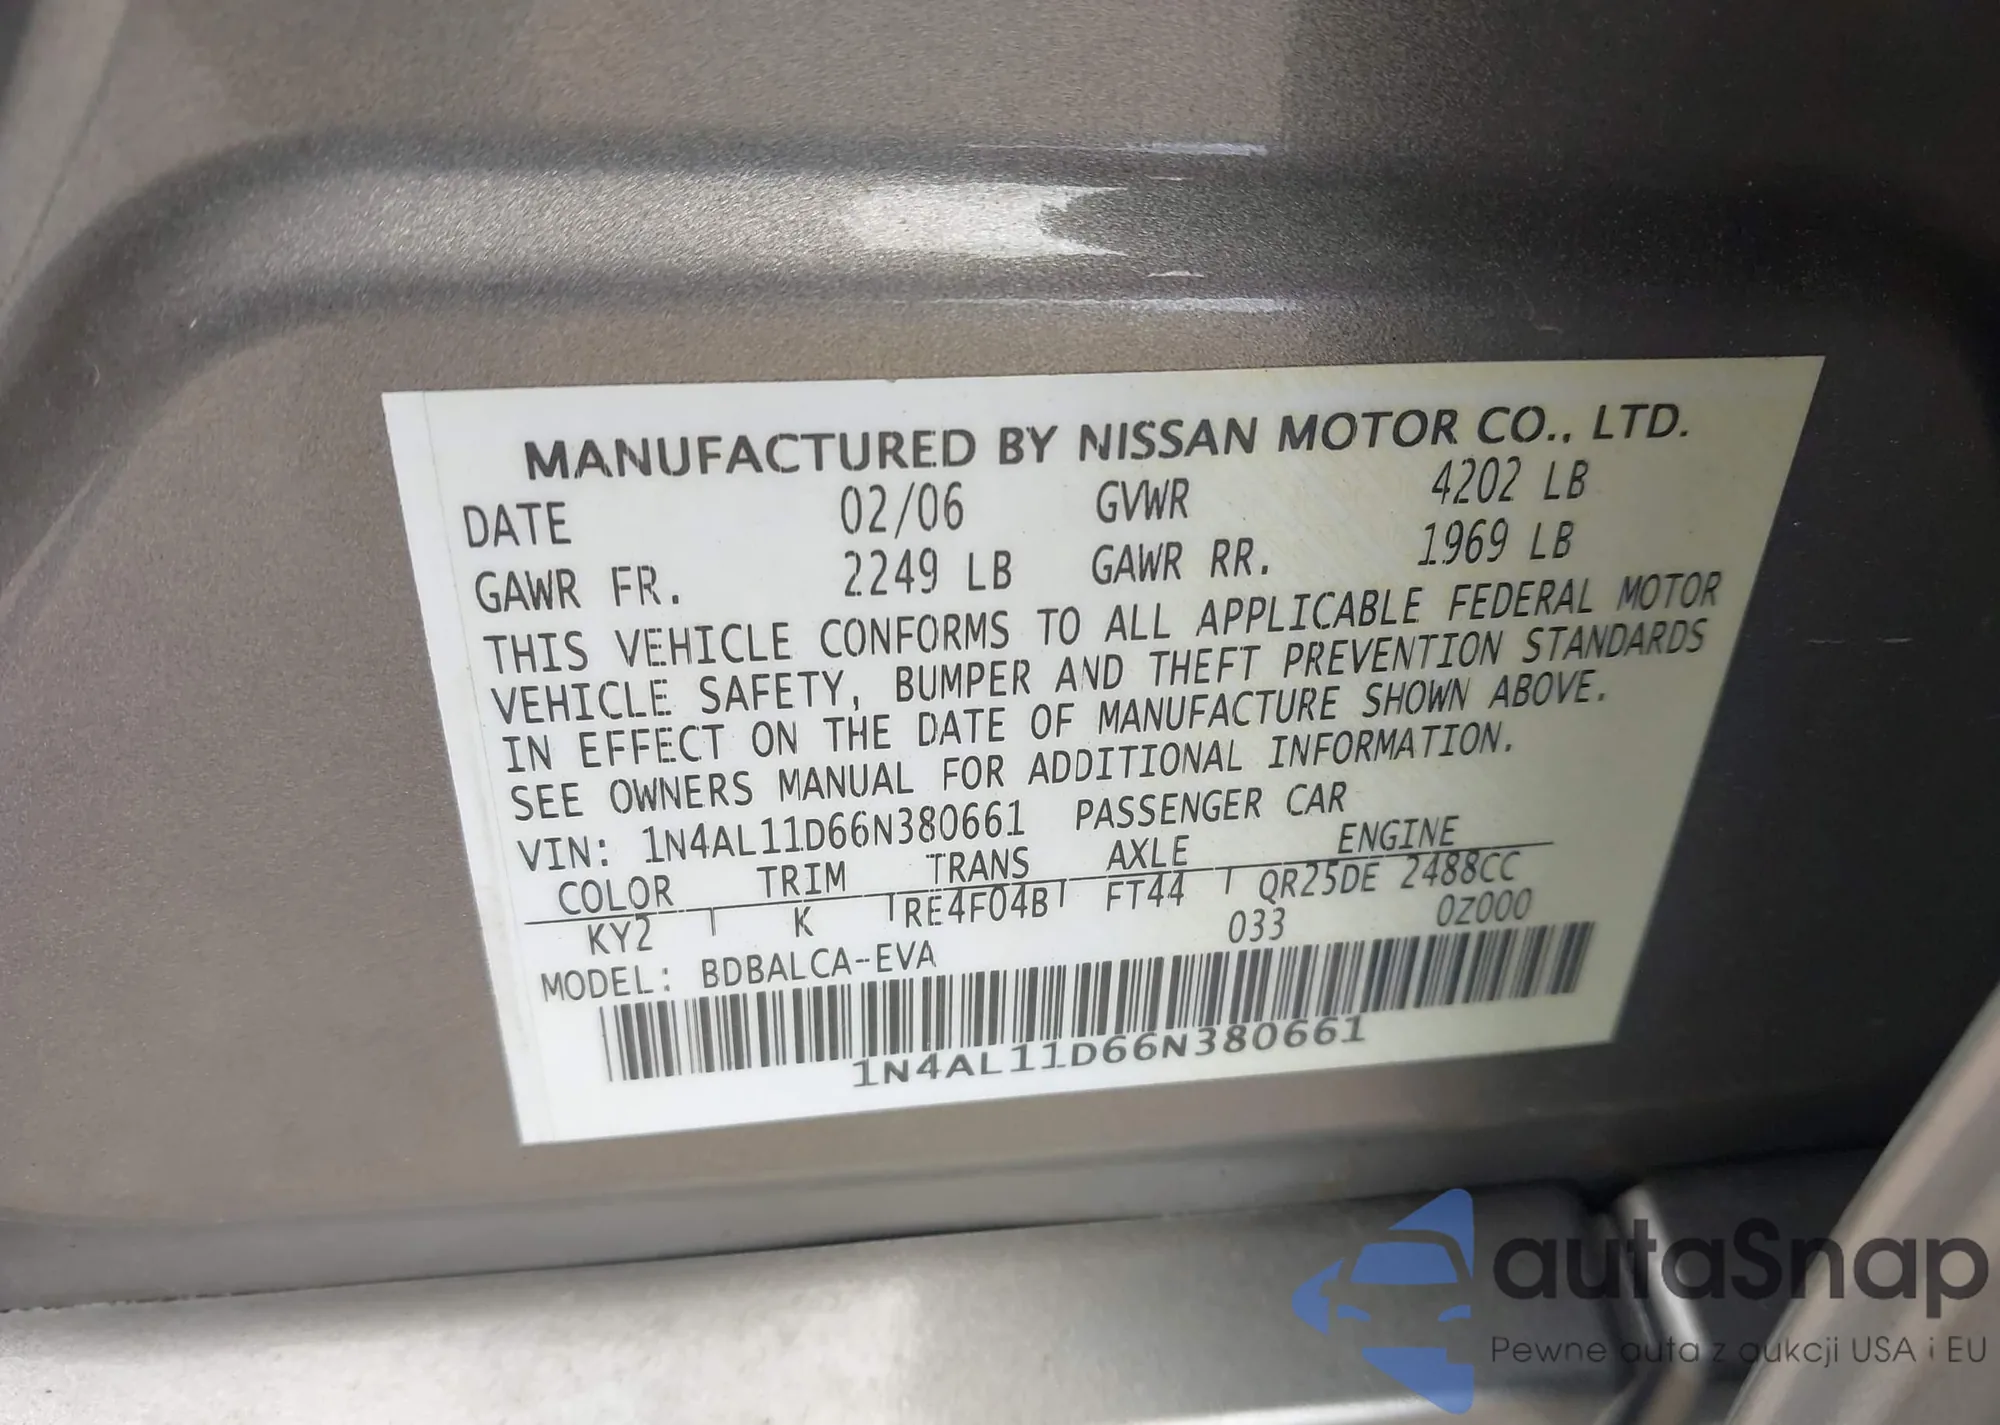 MANUFACTURED BY NISSAN MOTOR CO., LTD.
DATE 02/06 GVWR 4202 LB
GAWR FR. 2249 LB GAWR RR. 1969 LB
THIS VEHICLE CONFORMS TO ALL APPLICABLE FEDERAL MOTOR
VEHICLE SAFETY, BUMPER AND THEFT PREVENTION STANDARDS
IN EFFECT ON THE DATE OF MANUFACTURE SHOWN ABOVE.
SEE OWNERS MANUAL FOR ADDITIONAL INFORMATION.
VIN: 1N4AL11D66N380661 PASSENGER CAR
COLOR TRIM TRANS AXLE ENGINE
KY2 K RE4F04B FT44 QR25DE 2488CC
MODEL: BDBALCA-EVA 033 0Z000
1N4AL11D66N380661
autaSnap
Pewne auta z aukcji USA i EU